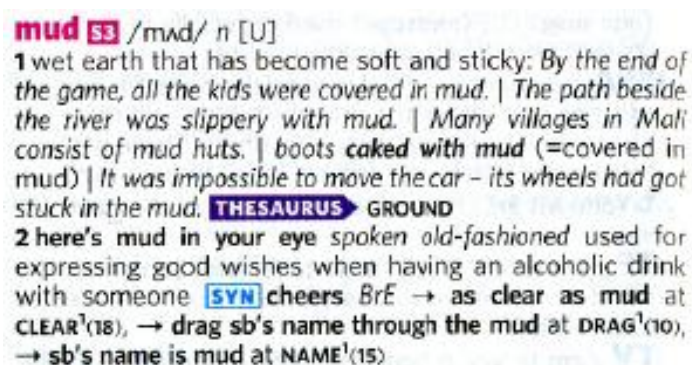 mud S3 /mʌd/ n [U]
1 wet earth that has become soft and sticky: By the end of
the game, all the kids were covered in mud. | The path beside
the river was slippery with mud. | Many villages in Mali
consist of mud huts. | boots caked with mud (=covered in
mud) | It was impossible to move the car – its wheels had got
stuck in the mud. THESAURUS GROUND
2 here's mud in your eye spoken old-fashioned used for
expressing good wishes when having an alcoholic drink
with someone SYN cheers BrE → as clear as mud at
CLEAR¹(18), → drag sb's name through the mud at DRAG¹(10),
→ sb's name is mud at NAME¹(15)